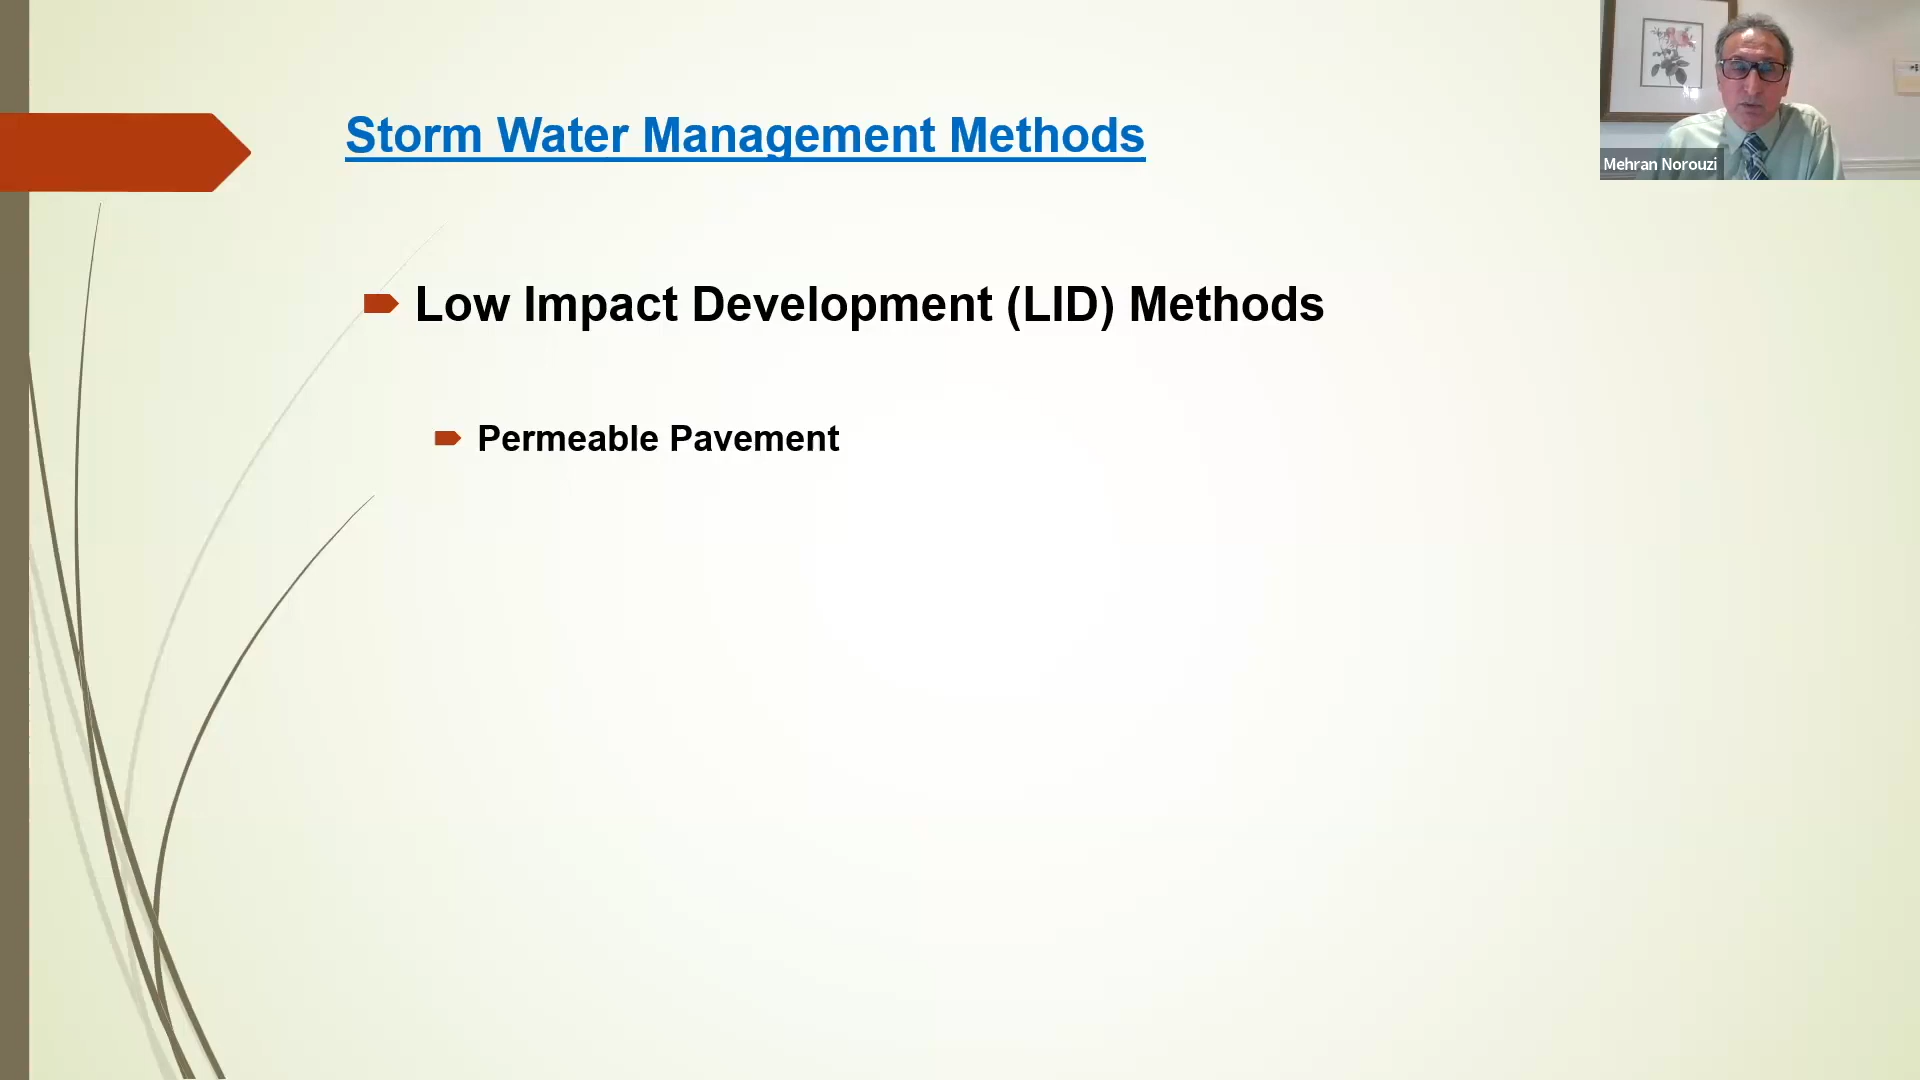 Storm Water Management Methods
Mehran Norouzi
Low Impact Development (LID) Methods
Permeable Pavement